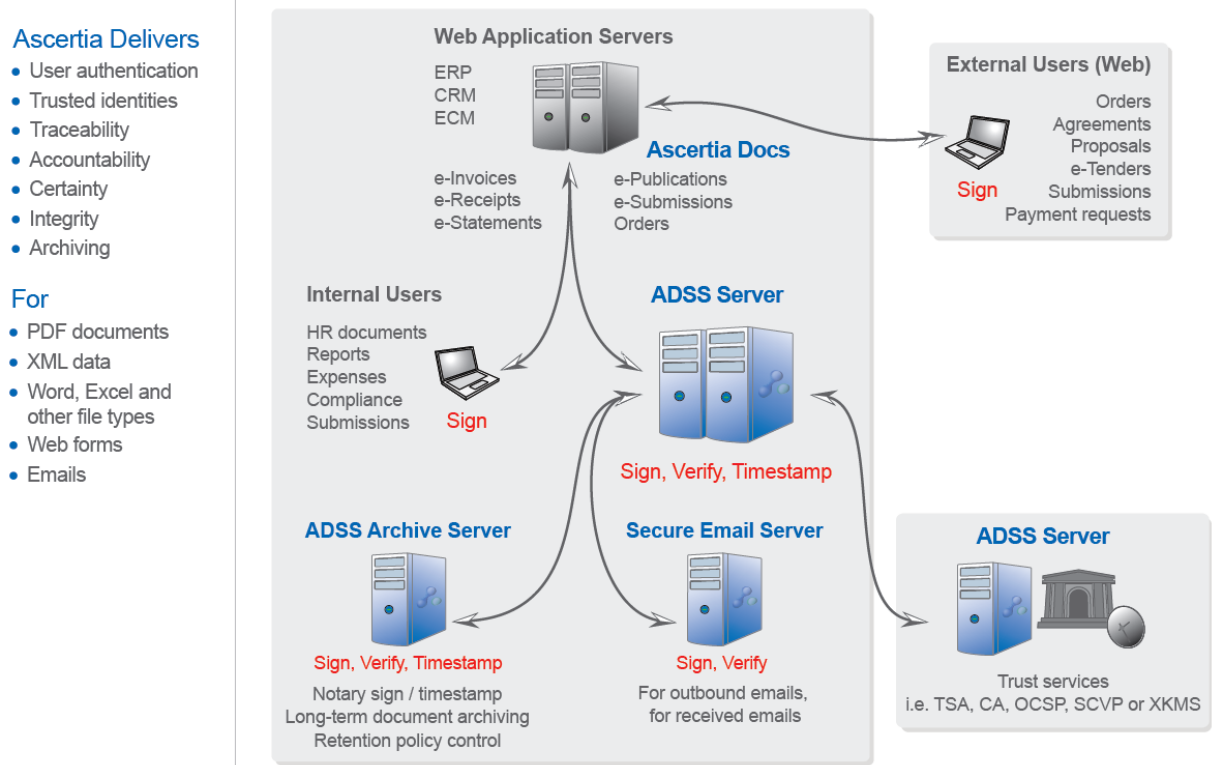 Ascertia Delivers
User authentication
Trusted identities
Traceability
Accountability
Certainty
Integrity
Archiving
For
PDF documents
XML data
Word, Excel and
other file types
Web forms
Emails
Web Application Servers
ERP
CRM
ECM
Ascertia Docs
e-Invoices
e-Receipts
e-Statements
e-Publications
e-Submissions
Orders
External Users (Web)
Orders
Agreements
Proposals
e-Tenders
Submissions
Payment requests
Sign
Internal Users
HR documents
Reports
Expenses
Compliance
Submissions
Sign
ADSS Server
Sign, Verify, Timestamp
ADSS Archive Server
Sign, Verify, Timestamp
Notary sign / timestamp
Long-term document archiving
Retention policy control
Secure Email Server
Sign, Verify
For outbound emails,
for received emails
ADSS Server
Trust services
i.e. TSA, CA, OCSP, SCVP or XKMS